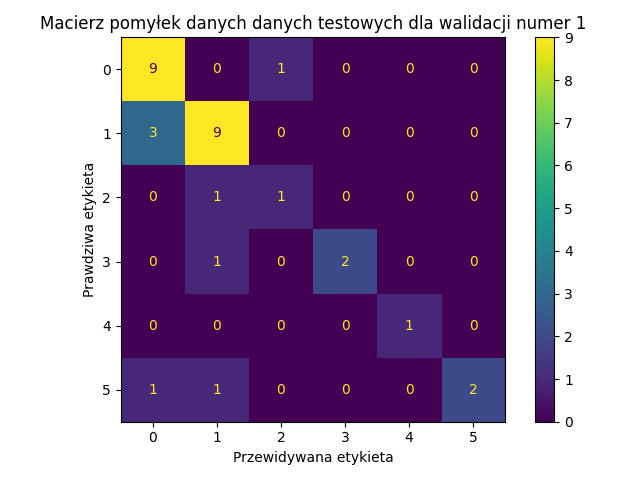 Macierz pomyłek danych danych testowych dla walidacji numer 1
Prawdziwa etykieta
0 9 0 1 0 0 0
1 3 9 0 0 0 0
2 0 1 1 0 0 0
3 0 1 0 2 0 0
4 0 0 0 0 1 0
5 1 1 0 0 0 2
0 1 2 3 4 5
Przewidywana etykieta
9
8
7
6
5
4
3
2
1
0